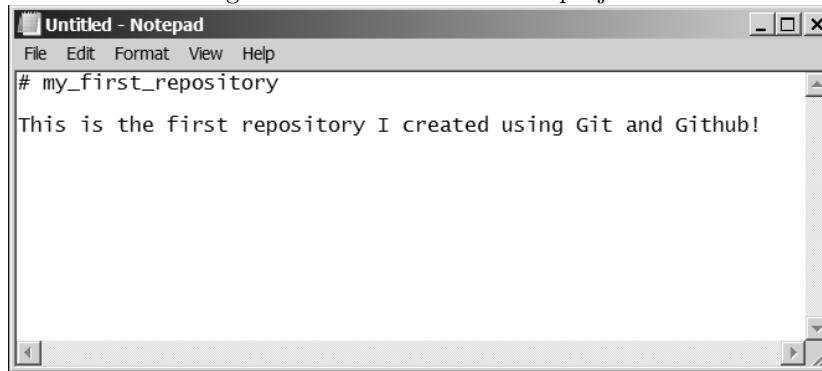 Untitled - Notepad
File Edit Format View Help
# my_first_repository
This is the first repository I created using Git and Github!